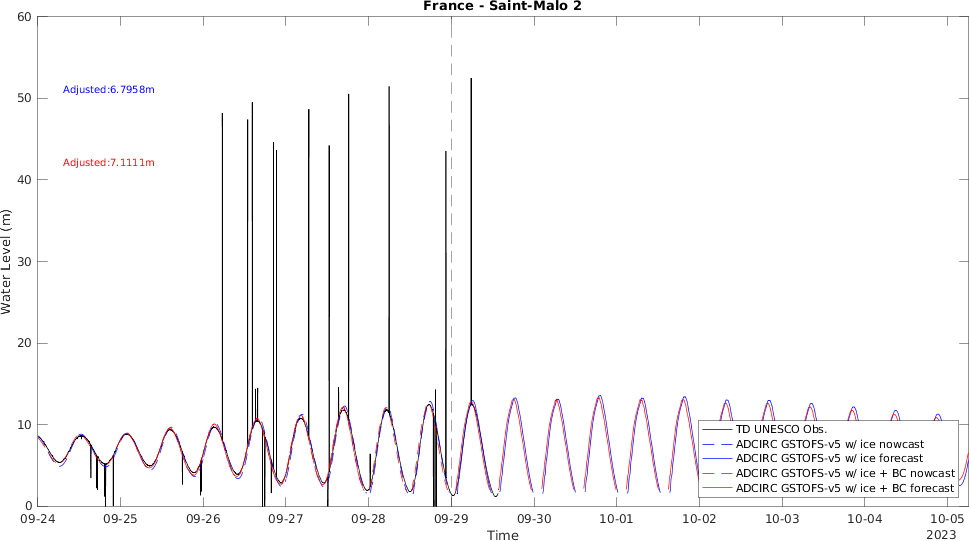 France - Saint-Malo 2
60
50
40
30
20
10
0
Water Level (m)
Adjusted:6.7958m
Adjusted:7.1111m
TD UNESCO Obs.
ADCIRC GSTOFS-v5 w/ ice nowcast
ADCIRC GSTOFS-v5 w/ ice forecast
ADCIRC GSTOFS-v5 w/ ice + BC nowcast
ADCIRC GSTOFS-v5 w/ ice + BC forecast
09-24 09-25 09-26 09-27 09-28 09-29 09-30 10-01 10-02 10-03 10-04 10-05
Time
2023